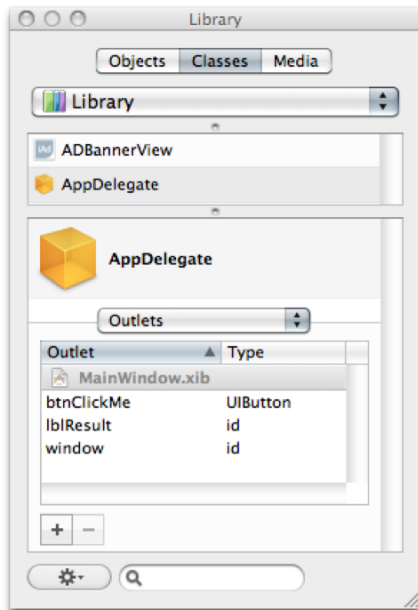 Library
Objects Classes Media
Library
iAd ADBannerView
AppDelegate
AppDelegate
Outlets
Outlet Type
MainWindow.xib
btnClickMe UIButton
lblResult id
window id